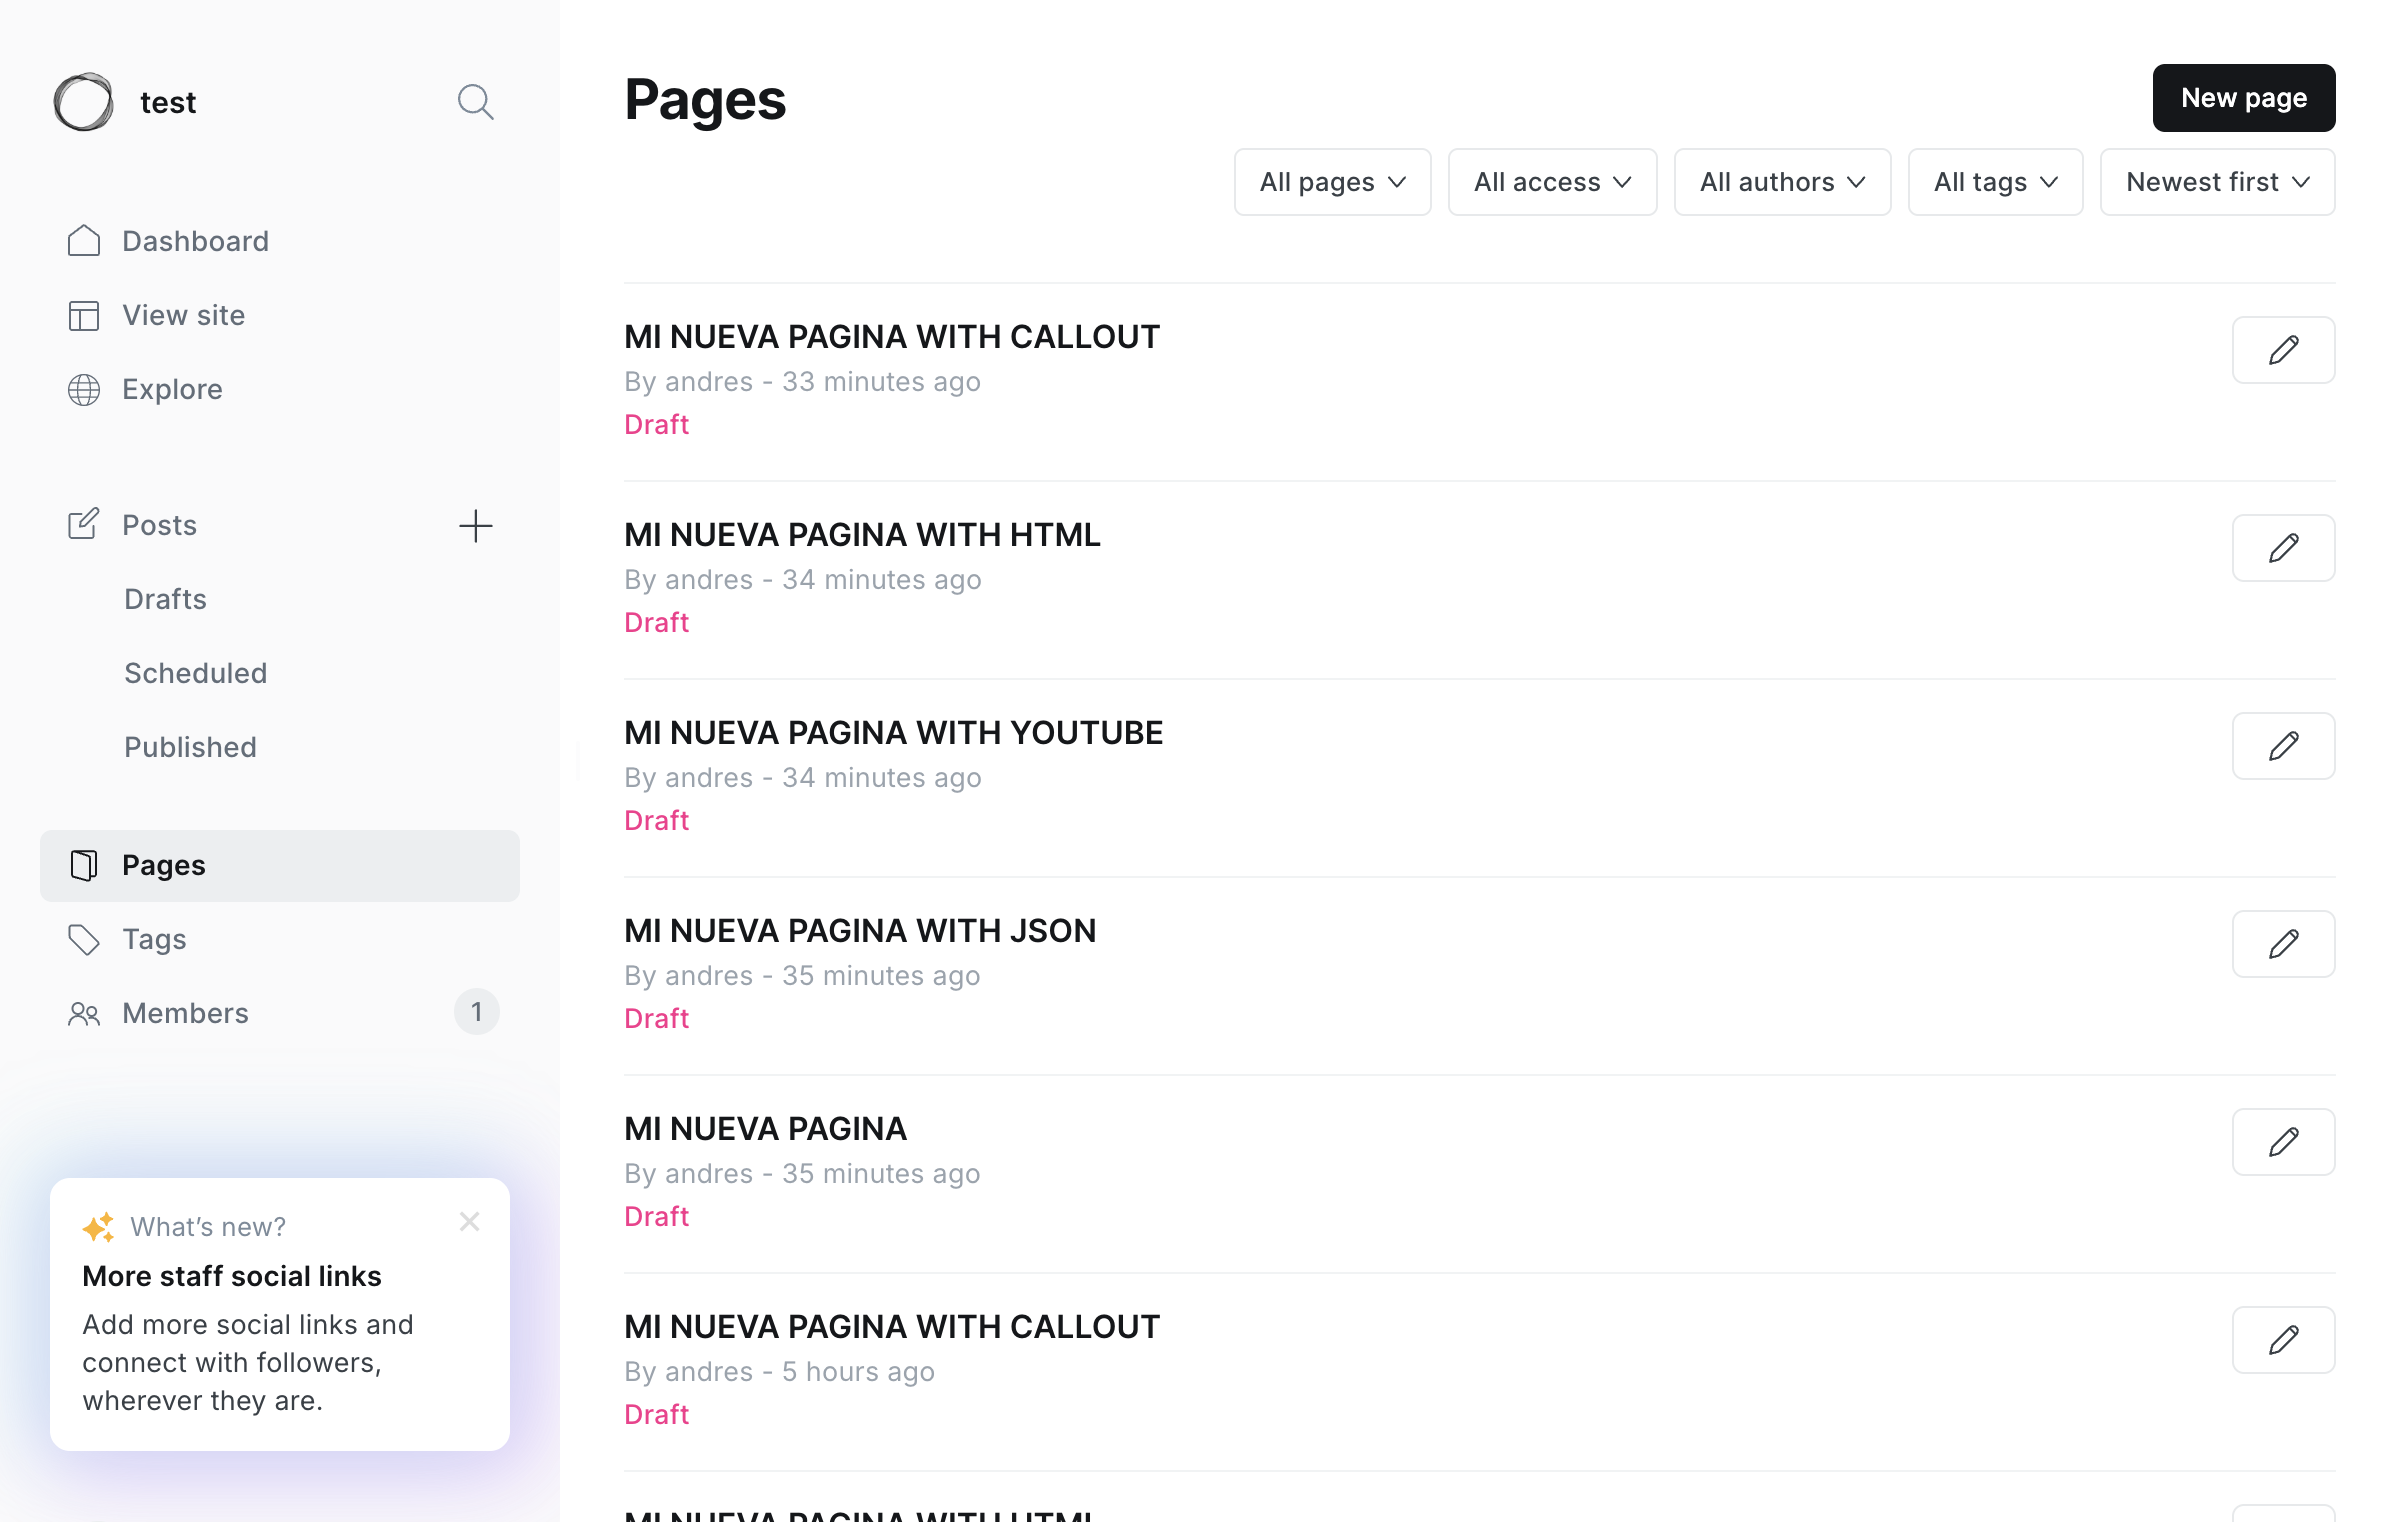 test
Dashboard
View site
Explore
Posts
Drafts
Scheduled
Published
Pages
Tags
Members
1
What's new?
More staff social links
Add more social links and
connect with followers,
wherever they are.
Pages
New page
All pages
All access
All authors
All tags
Newest first
MI NUEVA PAGINA WITH CALLOUT
By andres - 33 minutes ago
Draft
MI NUEVA PAGINA WITH HTML
By andres - 34 minutes ago
Draft
MI NUEVA PAGINA WITH YOUTUBE
By andres - 34 minutes ago
Draft
MI NUEVA PAGINA WITH JSON
By andres - 35 minutes ago
Draft
MI NUEVA PAGINA
By andres - 35 minutes ago
Draft
MI NUEVA PAGINA WITH CALLOUT
By andres - 5 hours ago
Draft
MI NUEVA PAGINA WITH HTML